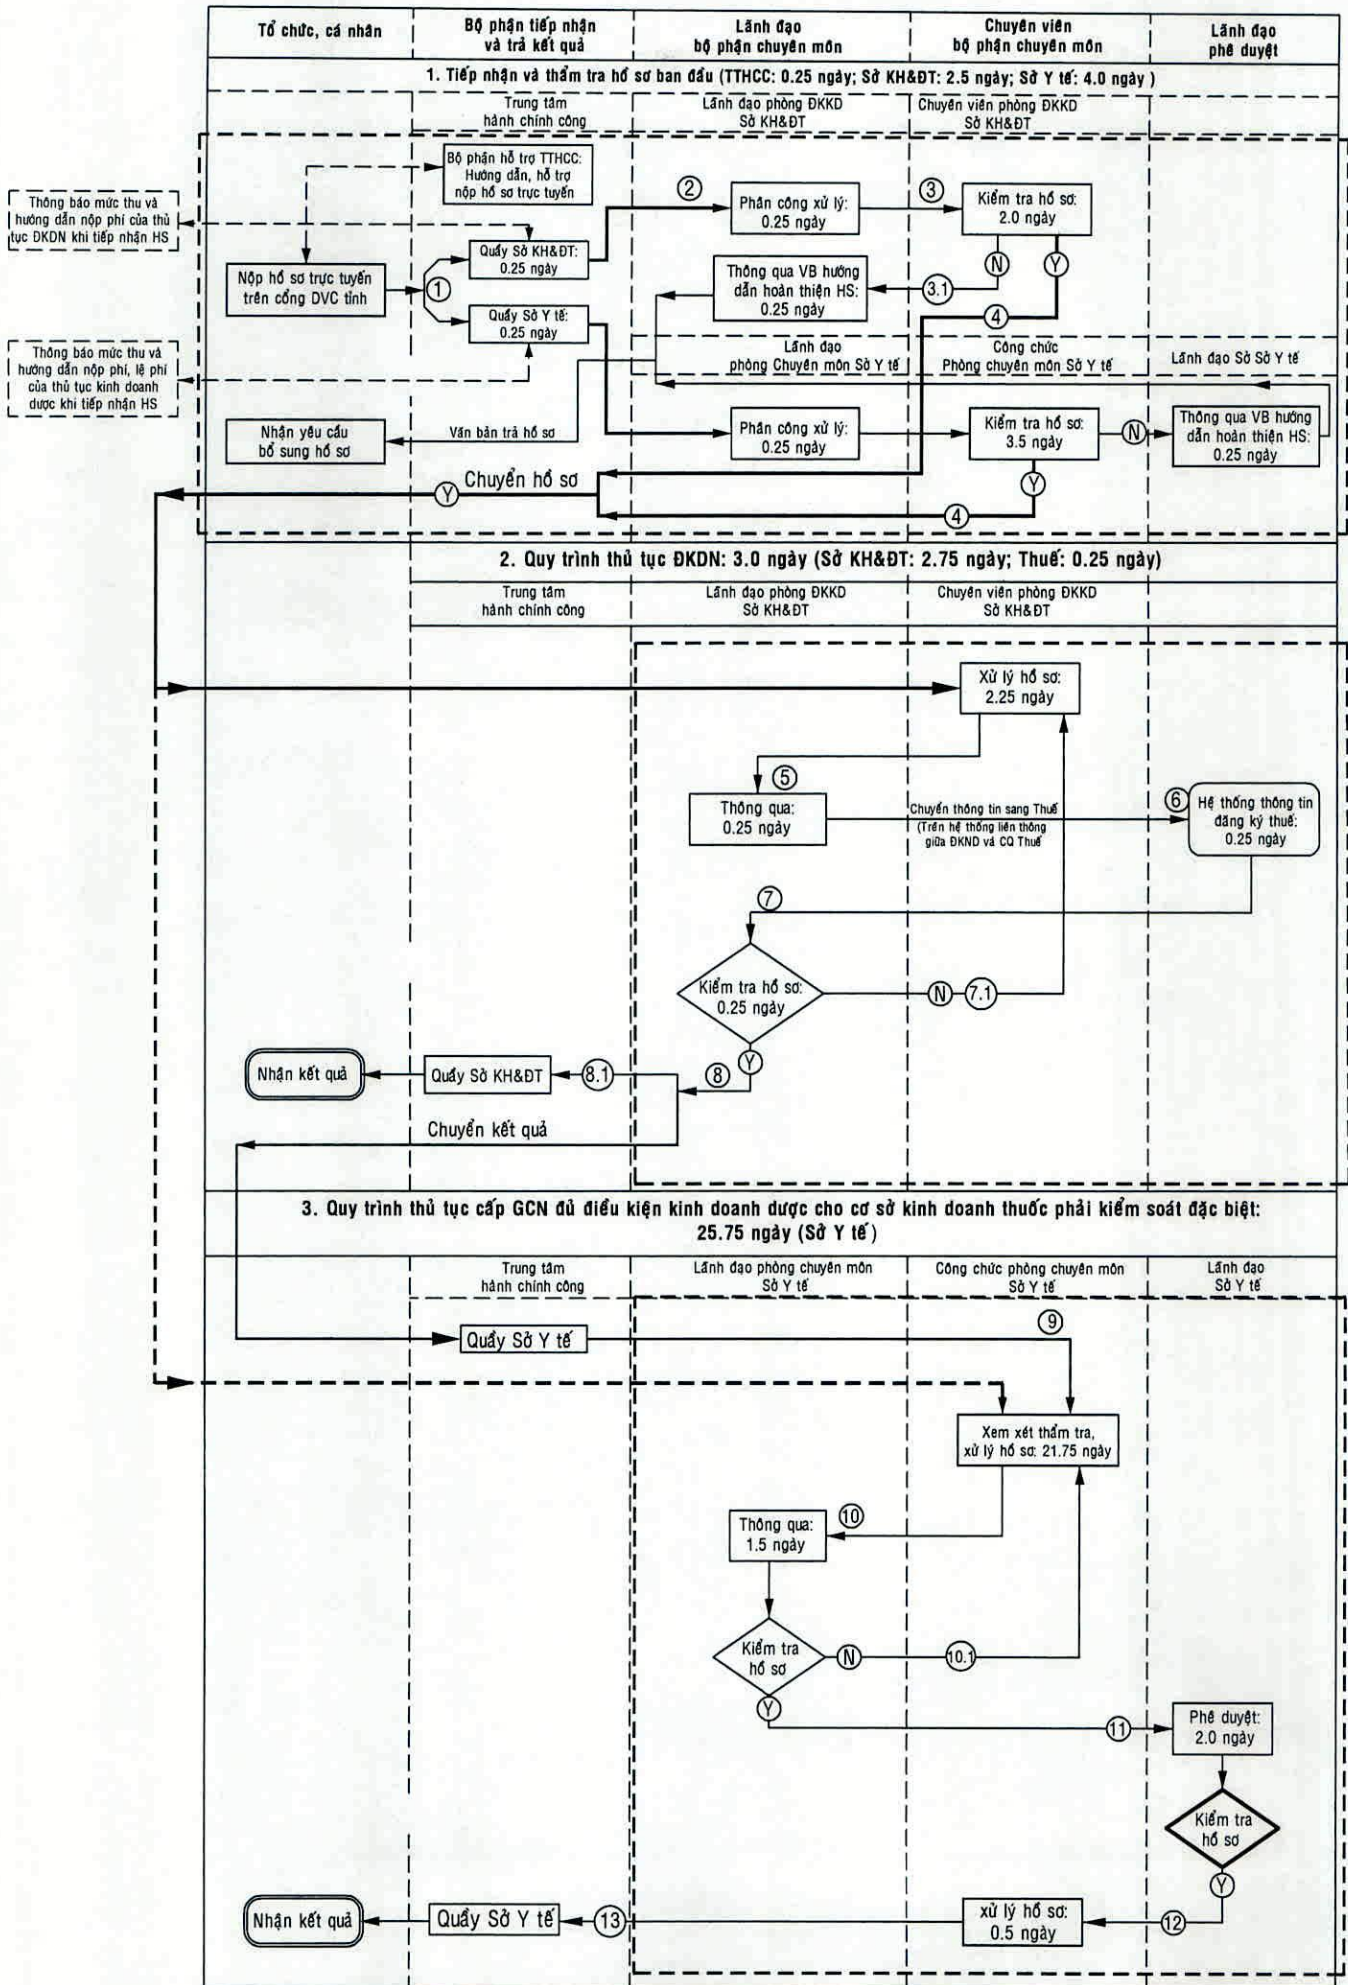 Tổ chức, cá nhân
Bộ phận tiếp nhận
và trả kết quả
Lãnh đạo
bộ phận chuyên môn
Chuyên viên
bộ phận chuyên môn
Lãnh đạo
phê duyệt
1. Tiếp nhận và thẩm tra hồ sơ ban đầu (TTHCC: 0.25 ngày; Sở KH&ĐT: 2.5 ngày; Sở Y tế: 4.0 ngày )
Trung tâm
hành chính công
Lãnh đạo phòng ĐKKD
Sở KH&ĐT
Chuyên viên phòng ĐKKD
Sở KH&ĐT
Bộ phận hỗ trợ TTHCC:
Hướng dẫn, hỗ trợ
nộp hồ sơ trực tuyến
Thông báo mức thu và
hướng dẫn nộp phí của thủ
tục ĐKDN khi tiếp nhận HS
2
Phân công xử lý:
0.25 ngày
3
Kiểm tra hồ sơ:
2.0 ngày
Quầy Sở KH&ĐT:
0.25 ngày
N
Y
Nộp hồ sơ trực tuyến
trên cổng DVC tỉnh
1
Thông qua VB hướng
dẫn hoàn thiện HS:
0.25 ngày
3.1
4
Quầy Sở Y tế:
0.25 ngày
Thông báo mức thu và
hướng dẫn nộp phí, lệ phí
của thủ tục kinh doanh
dược khi tiếp nhận HS
Lãnh đạo
phòng Chuyên môn Sở Y tế
Công chức
Phòng chuyên môn Sở Y tế
Lãnh đạo Sở Sở Y tế
Nhận yêu cầu
bổ sung hồ sơ
Văn bản trả hồ sơ
Phân công xử lý:
0.25 ngày
Kiểm tra hồ sơ:
3.5 ngày
N
Thông qua VB hướng
dẫn hoàn thiện HS:
0.25 ngày
Chuyển hồ sơ
Y
Y
4
2. Quy trình thủ tục ĐKDN: 3.0 ngày (Sở KH&ĐT: 2.75 ngày; Thuế: 0.25 ngày)
Trung tâm
hành chính công
Lãnh đạo phòng ĐKKD
Sở KH&ĐT
Chuyên viên phòng ĐKKD
Sở KH&ĐT
Xử lý hồ sơ:
2.25 ngày
5
Thông qua:
0.25 ngày
Chuyển thông tin sang Thuế
(Trên hệ thống liên thông
giữa ĐKND và CQ Thuế
6
Hệ thống thông tin
đăng ký thuế:
0.25 ngày
7
Kiểm tra hồ sơ:
0.25 ngày
N
7.1
Y
Nhận kết quả
Quầy Sở KH&ĐT
8.1
8
Chuyển kết quả
3. Quy trình thủ tục cấp GCN đủ điều kiện kinh doanh dược cho cơ sở kinh doanh thuốc phải kiểm soát đặc biệt:
25.75 ngày (Sở Y tế )
Trung tâm
hành chính công
Lãnh đạo phòng chuyên môn
Sở Y tế
Công chức phòng chuyên môn
Sở Y tế
Lãnh đạo
Sở Y tế
Quầy Sở Y tế
9
Xem xét thẩm tra,
xử lý hồ sơ: 21.75 ngày
10
Thông qua:
1.5 ngày
Kiểm tra
hồ sơ
N
10.1
Y
11
Phê duyệt:
2.0 ngày
Kiểm tra
hồ sơ
Y
Nhận kết quả
Quầy Sở Y tế
13
xử lý hồ sơ:
0.5 ngày
12